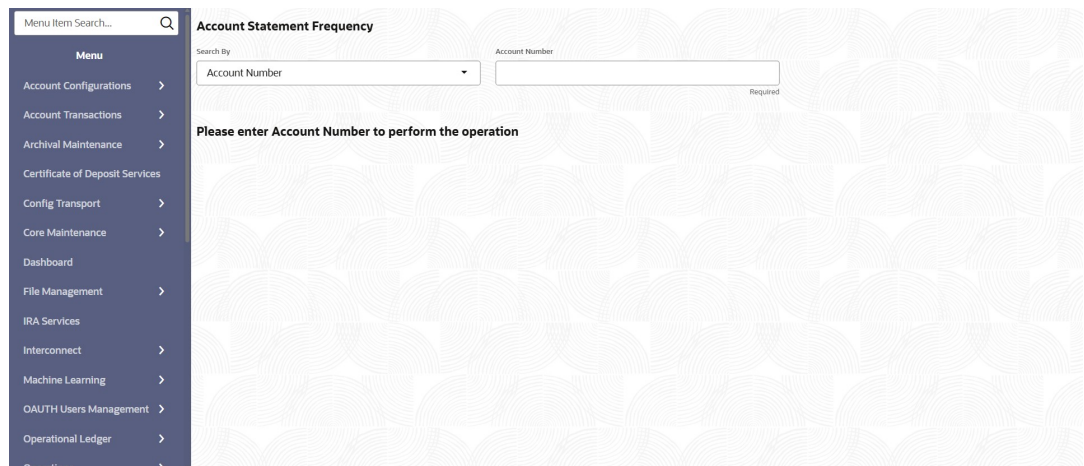 Menu Item Search...
Menu
Account Configurations
Account Transactions
Archival Maintenance
Certificate of Deposit Services
Config Transport
Core Maintenance
Dashboard
File Management
IRA Services
Interconnect
Machine Learning
OAUTH Users Management
Operational Ledger
Account Statement Frequency
Search By
Account Number
Account Number
Required
Please enter Account Number to perform the operation